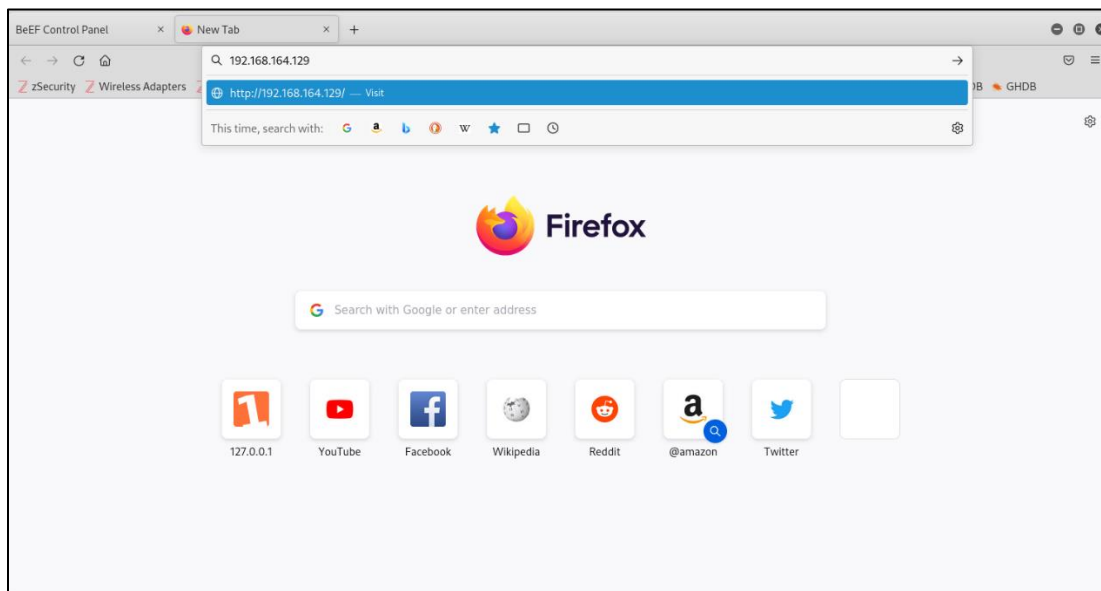 BeEF Control Panel
New Tab
192.168.164.129
zSecurity
Wireless Adapters
http://192.168.164.129/ — Visit
GHDB
This time, search with:
Firefox
Search with Google or enter address
127.0.0.1
YouTube
Facebook
Wikipedia
Reddit
@amazon
Twitter